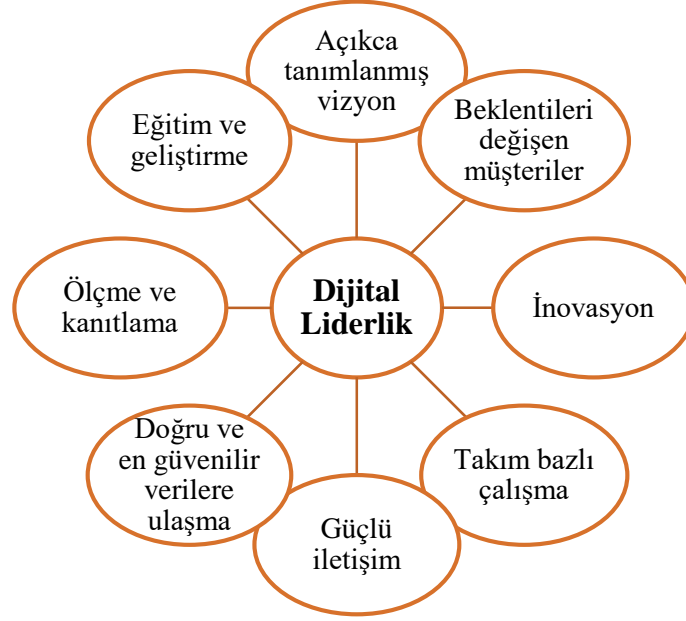 Açıkca
tanımlanmış
vizyon
Beklentileri
değişen
müşteriler
İnovasyon
Takım bazlı
çalışma
Güçlü
iletişim
Doğru ve
en güvenilir
verilere
ulaşma
Ölçme ve
kanıtlama
Eğitim ve
geliştirme
Dijital
Liderlik